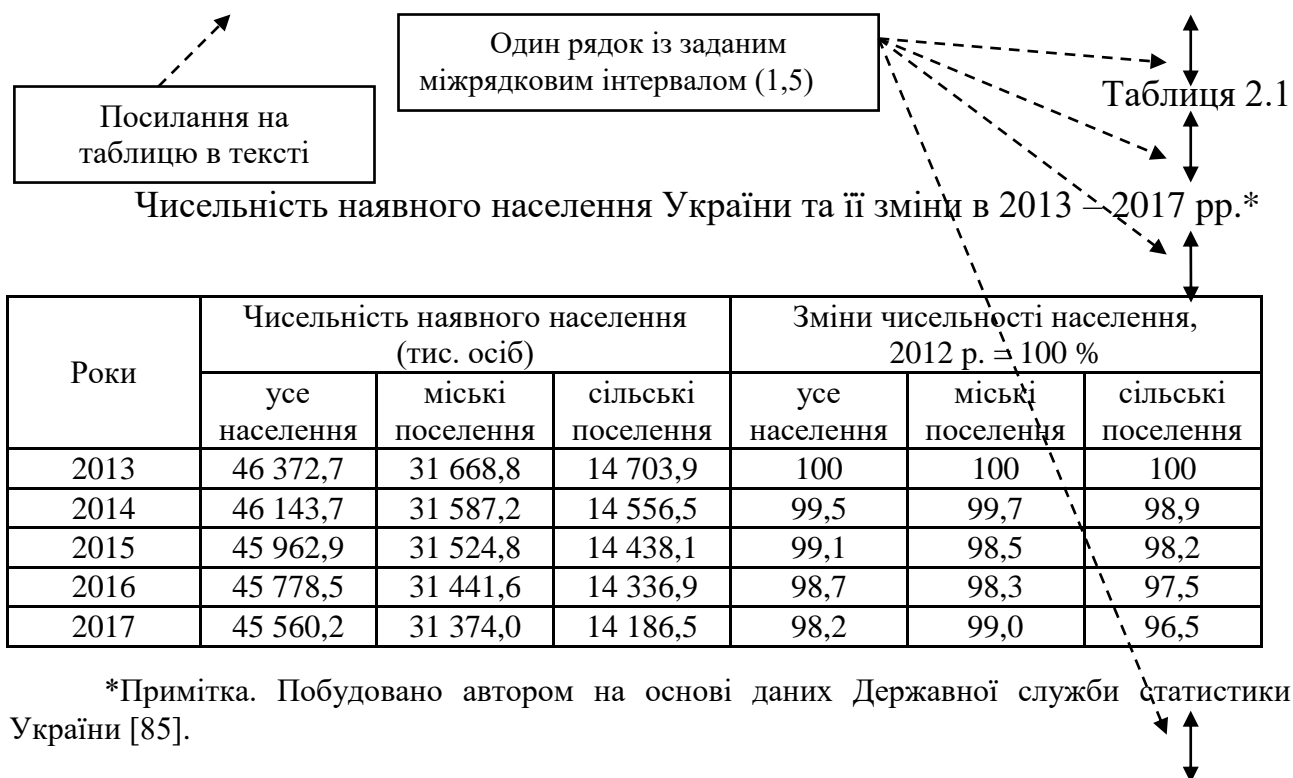 Один рядок із заданим
міжрядковим інтервалом (1,5)
Посилання на
таблицю в тексті
Таблиця 2.1
Чисельність наявного населення України та її зміни в 2013 – 2017 рр.*
Роки
Чисельність наявного населення
(тис. осіб)
Зміни чисельності населення,
2012 р. = 100 %
усе населення міські поселення сільські поселення усе населення міські поселення сільські поселення
2013 46 372,7 31 668,8 14 703,9 100 100 100
2014 46 143,7 31 587,2 14 556,5 99,5 99,7 98,9
2015 45 962,9 31 524,8 14 438,1 99,1 98,5 98,2
2016 45 778,5 31 441,6 14 336,9 98,7 98,3 97,5
2017 45 560,2 31 374,0 14 186,5 98,2 99,0 96,5
*Примітка. Побудовано автором на основі даних Державної служби статистики
України [85].